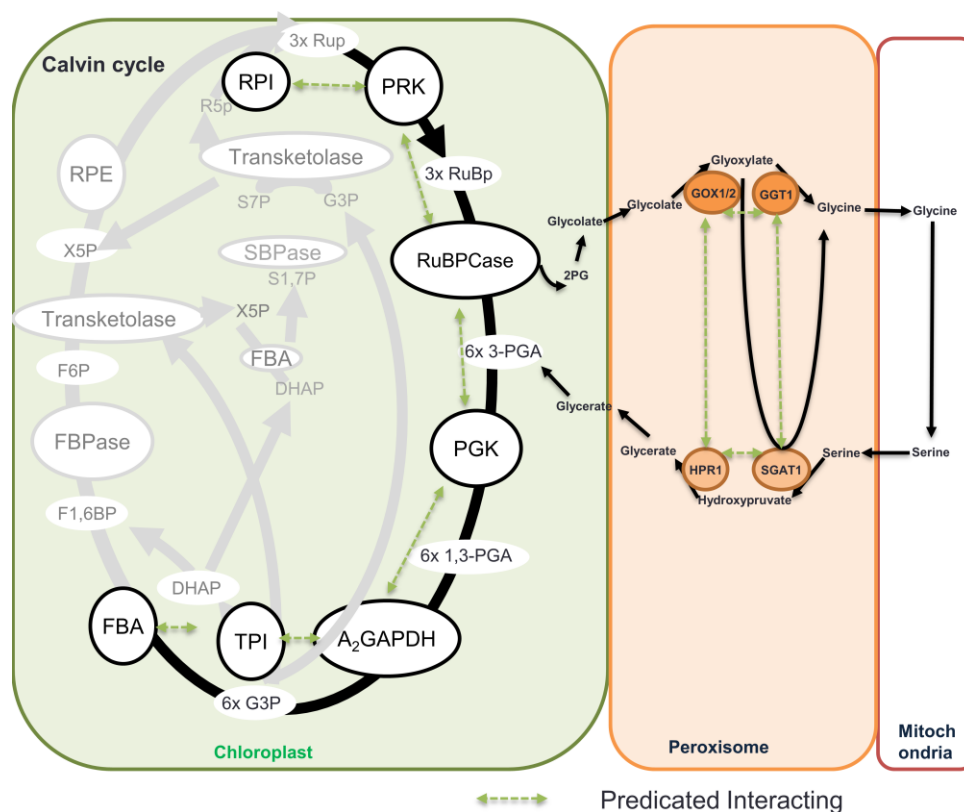 3x Rup
Calvin cycle
RPI
PRK
R5p
Transketolase
RPE
3x RuBp
S7P
G3P
X5P
SBPase
S1,7P
RuBPCase
Transketolase
X5P
FBA
DHAP
F6P
6x 3-PGA
FBPase
PGK
F1,6BP
6x 1,3-PGA
DHAP
FBA
TPI
A₂GAPDH
6x G3P
Chloroplast
2PG
Glycolate
Glycolate
Glyoxylate
GOX1/2
GGT1
Glycine
Glycine
Glycerate
Glycerate
HPR1
SGAT1
Serine
Serine
Hydroxypruvate
Peroxisome
Mitoch
ondria
Predicated Interacting